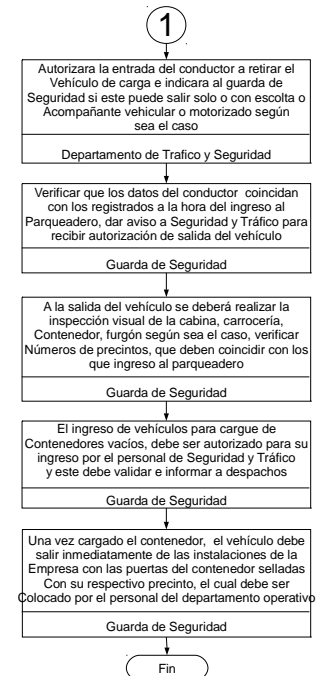 1
Autorizara la entrada del conductor a retirar el
Vehículo de carga e indicara al guarda de
Seguridad si este puede salir solo o con escolta o
Acompañante vehicular o motorizado según
sea el caso
Departamento de Trafico y Seguridad
Verificar que los datos del conductor coincidan
con los registrados a la hora del ingreso al
Parqueadero, dar aviso a Seguridad y Tráfico para
recibir autorización de salida del vehículo
Guarda de Seguridad
A la salida del vehículo se deberá realizar la
inspección visual de la cabina, carrocería,
Contenedor, furgón según sea el caso, verificar
Números de precintos, que deben coincidir con los
que ingreso al parqueadero
Guarda de Seguridad
El ingreso de vehículos para cargue de
Contenedores vacíos, debe ser autorizado para su
ingreso por el personal de Seguridad y Tráfico
y este debe validar e informar a despachos
Guarda de Seguridad
Una vez cargado el contenedor, el vehículo debe
salir inmediatamente de las instalaciones de la
Empresa con las puertas del contenedor selladas
Con su respectivo precinto, el cual debe ser
Colocado por el personal del departamento operativo
Guarda de Seguridad
Fin